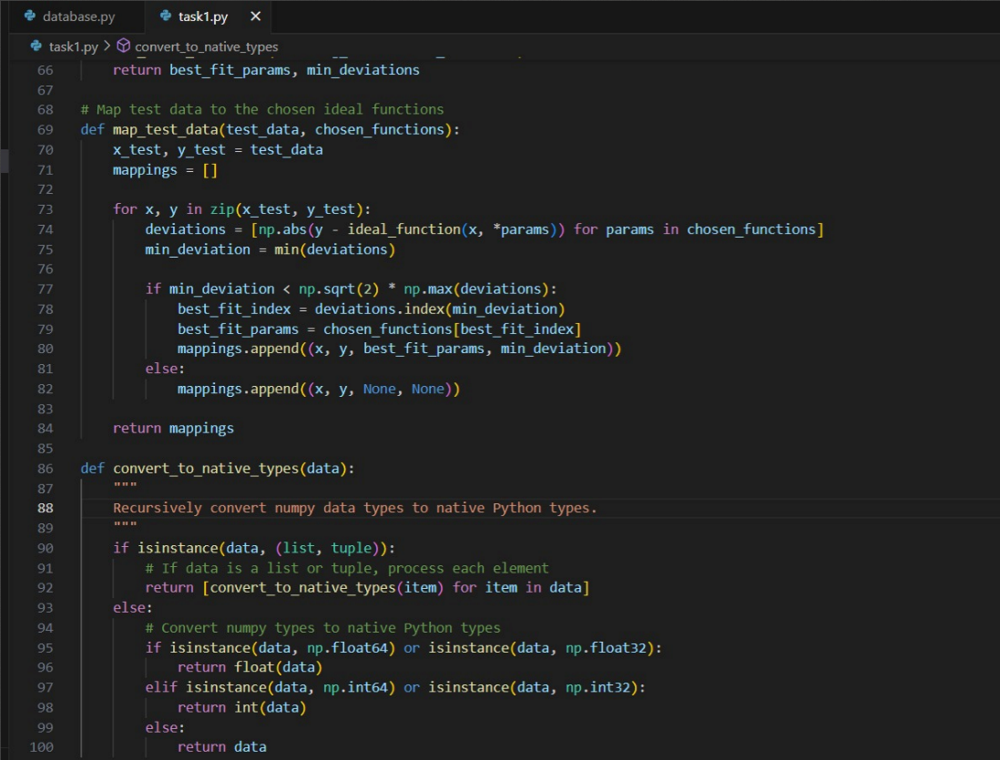 database.py task1.py ×
task1.py > convert_to_native_types
66 return best_fit_params, min_deviations
67
68 # Map test data to the chosen ideal functions
69 def map_test_data(test_data, chosen_functions):
70 x_test, y_test = test_data
71 mappings = []
72
73 for x, y in zip(x_test, y_test):
74 deviations = [np.abs(y - ideal_function(x, *params)) for params in chosen_functions]
75 min_deviation = min(deviations)
76
77 if min_deviation < np.sqrt(2) * np.max(deviations):
78 best_fit_index = deviations.index(min_deviation)
79 best_fit_params = chosen_functions[best_fit_index]
80 mappings.append((x, y, best_fit_params, min_deviation))
81 else:
82 mappings.append((x, y, None, None))
83
84 return mappings
85
86 def convert_to_native_types(data):
87 """
88 Recursively convert numpy data types to native Python types.
89 """
90 if isinstance(data, (list, tuple)):
91 # If data is a list or tuple, process each element
92 return [convert_to_native_types(item) for item in data]
93 else:
94 # Convert numpy types to native Python types
95 if isinstance(data, np.float64) or isinstance(data, np.float32):
96 return float(data)
97 elif isinstance(data, np.int64) or isinstance(data, np.int32):
98 return int(data)
99 else:
100 return data